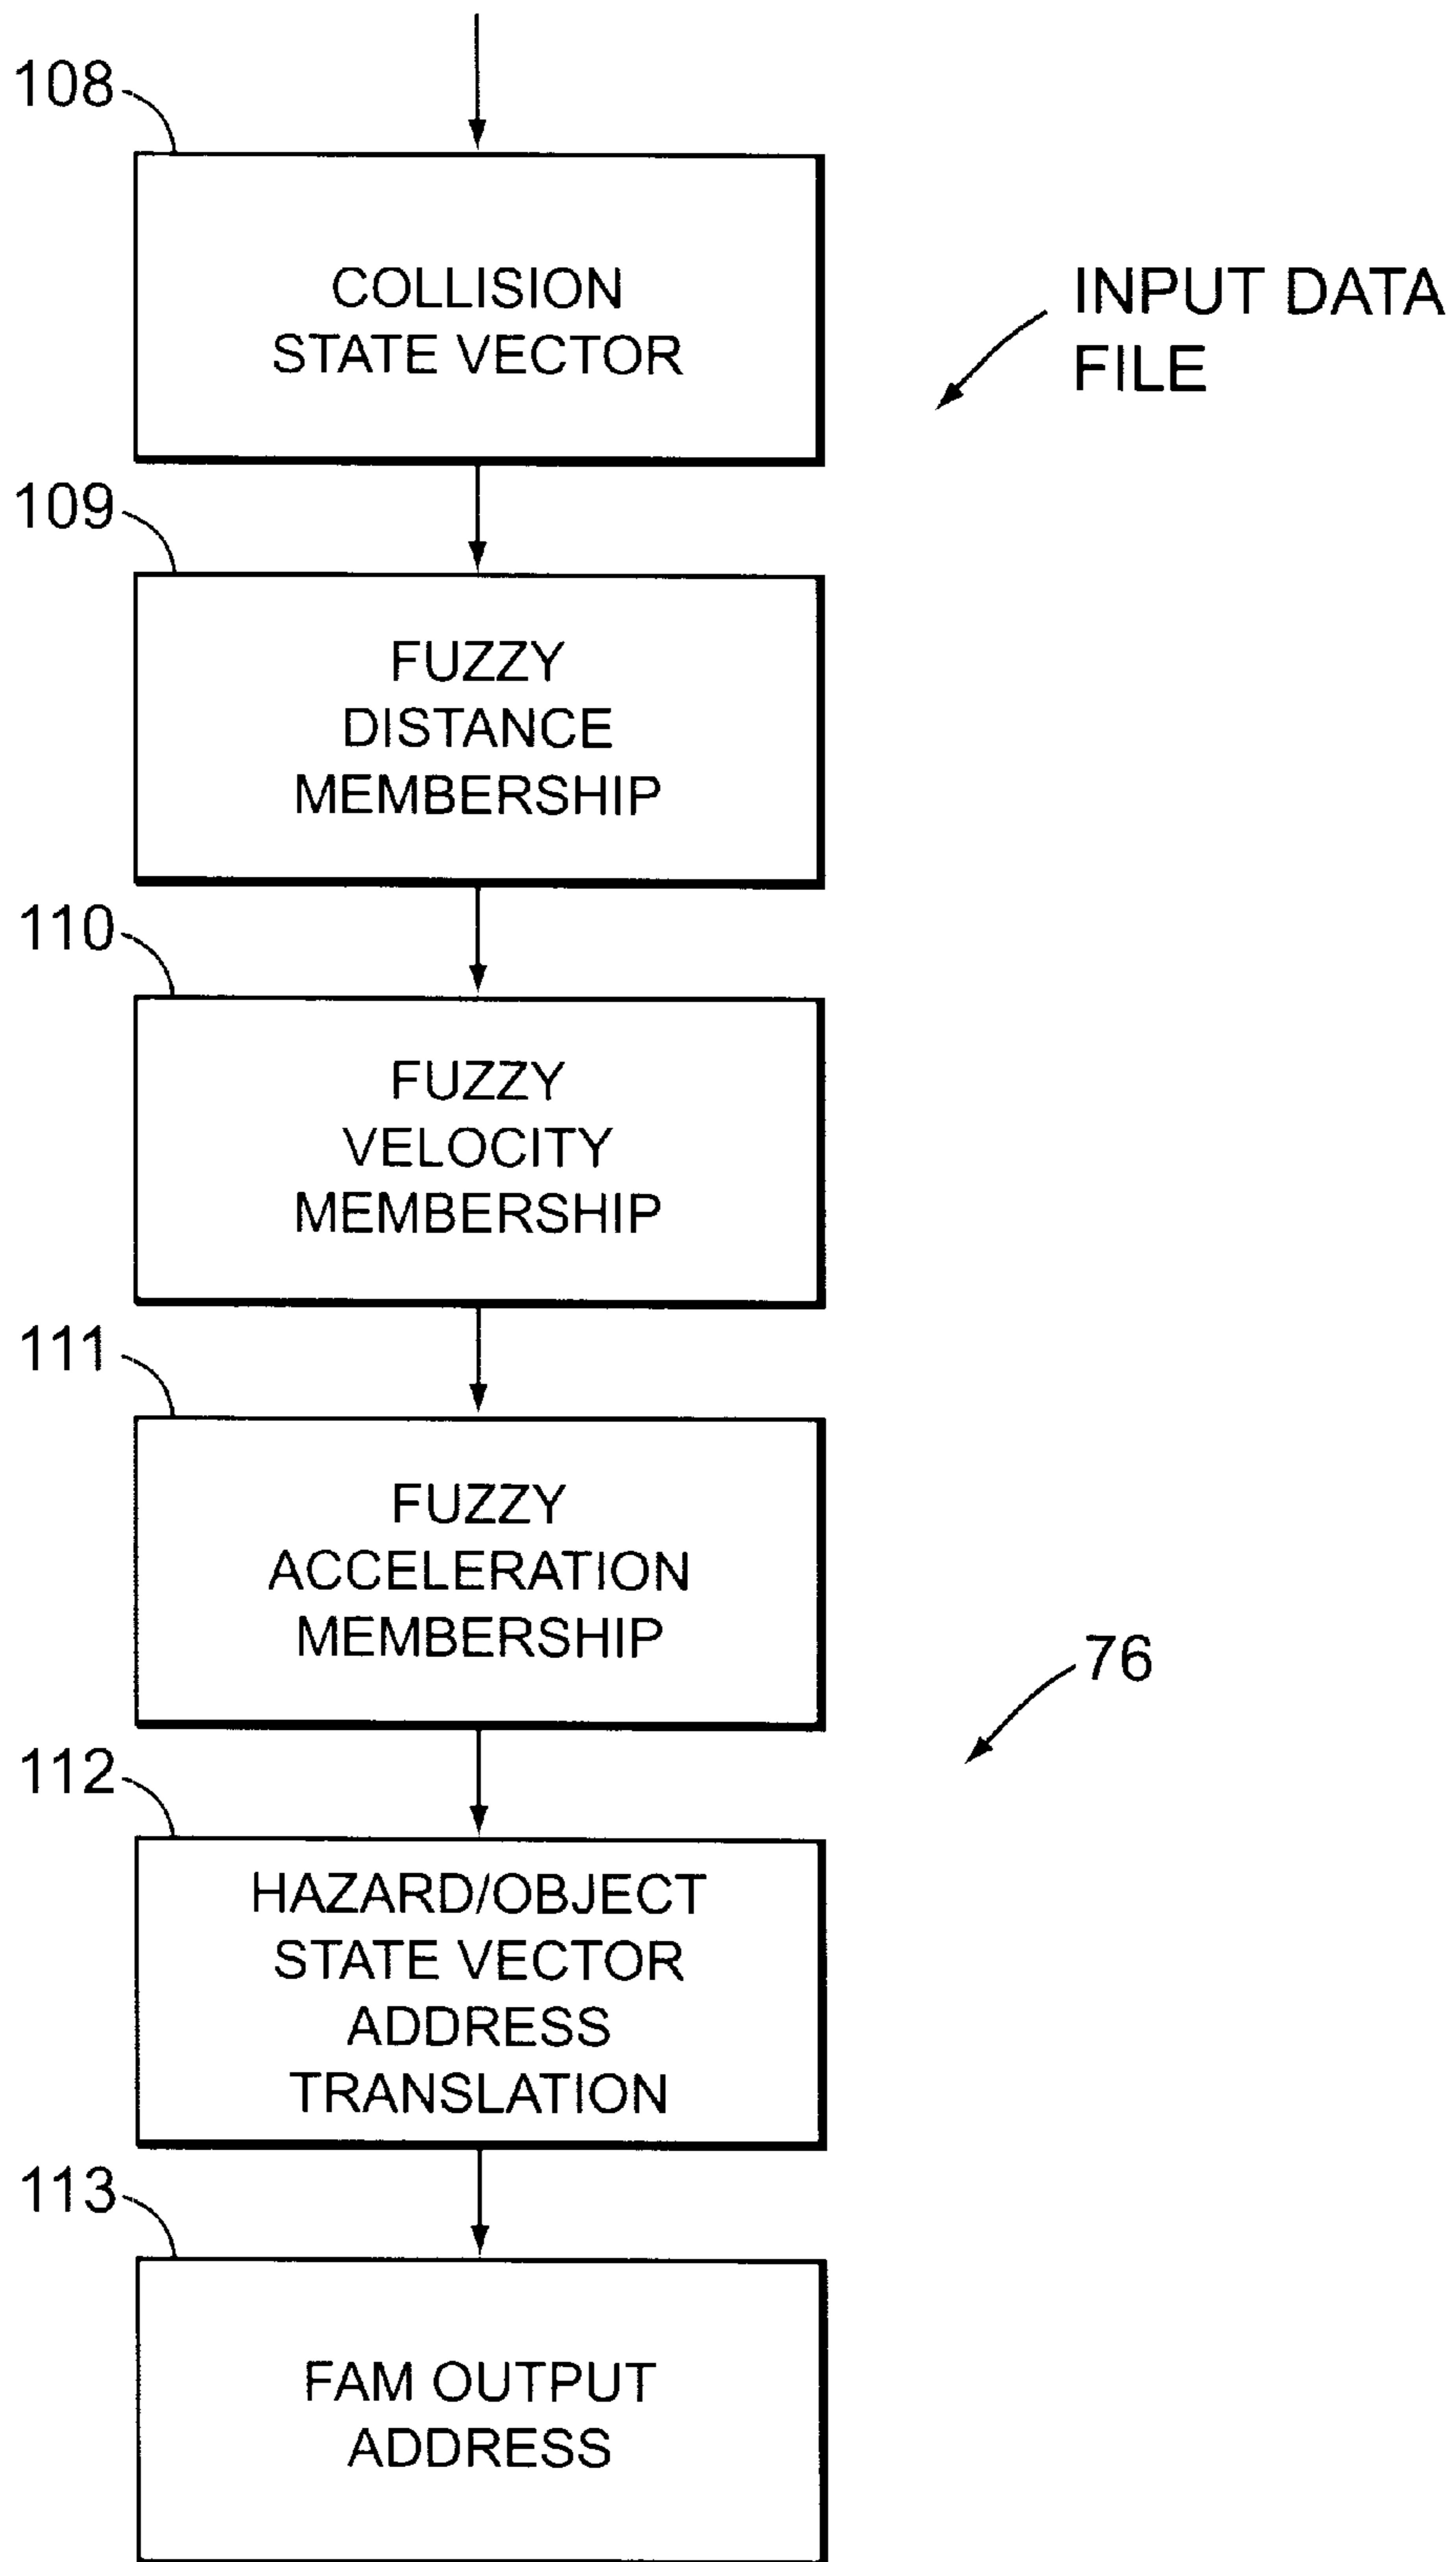 108
COLLISION
STATE VECTOR
INPUT DATA
FILE
109
FUZZY
DISTANCE
MEMBERSHIP
110
FUZZY
VELOCITY
MEMBERSHIP
111
FUZZY
ACCELERATION
MEMBERSHIP
76
112
HAZARD/OBJECT
STATE VECTOR
ADDRESS
TRANSLATION
113
FAM OUTPUT
ADDRESS